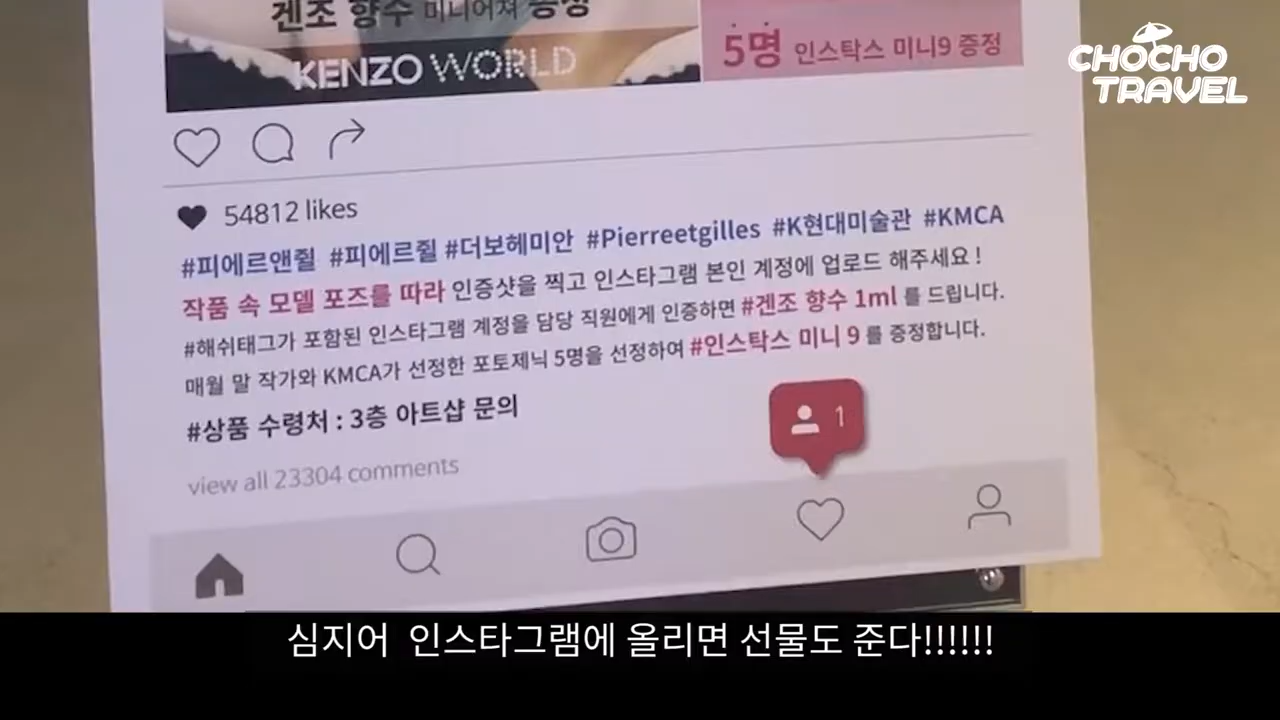 겐조 향수 미니어쳐 증정
KENZO WORLD
5명 인스탁스 미니9 증정
CHOCHO
TRAVEL
54812 likes
#피에르앤쥘 #피에르쥘 #더보헤미안 #Pierreetgilles #K현대미술관 #KMCA
작품 속 모델 포즈를 따라 인증샷을 찍고 인스타그램 본인 계정에 업로드 해주세요!
#해쉬태그가 포함된 인스타그램 계정을 담당 직원에게 인증하면 #겐조 향수 1ml 를 드립니다.
매월 말 작가와 KMCA가 선정한 포토제닉 5명을 선정하여 #인스탁스 미니 9 를 증정합니다.
#상품 수령처 : 3층 아트샵 문의
1
view all 23304 comments
심지어 인스타그램에 올리면 선물도 준다!!!!!!